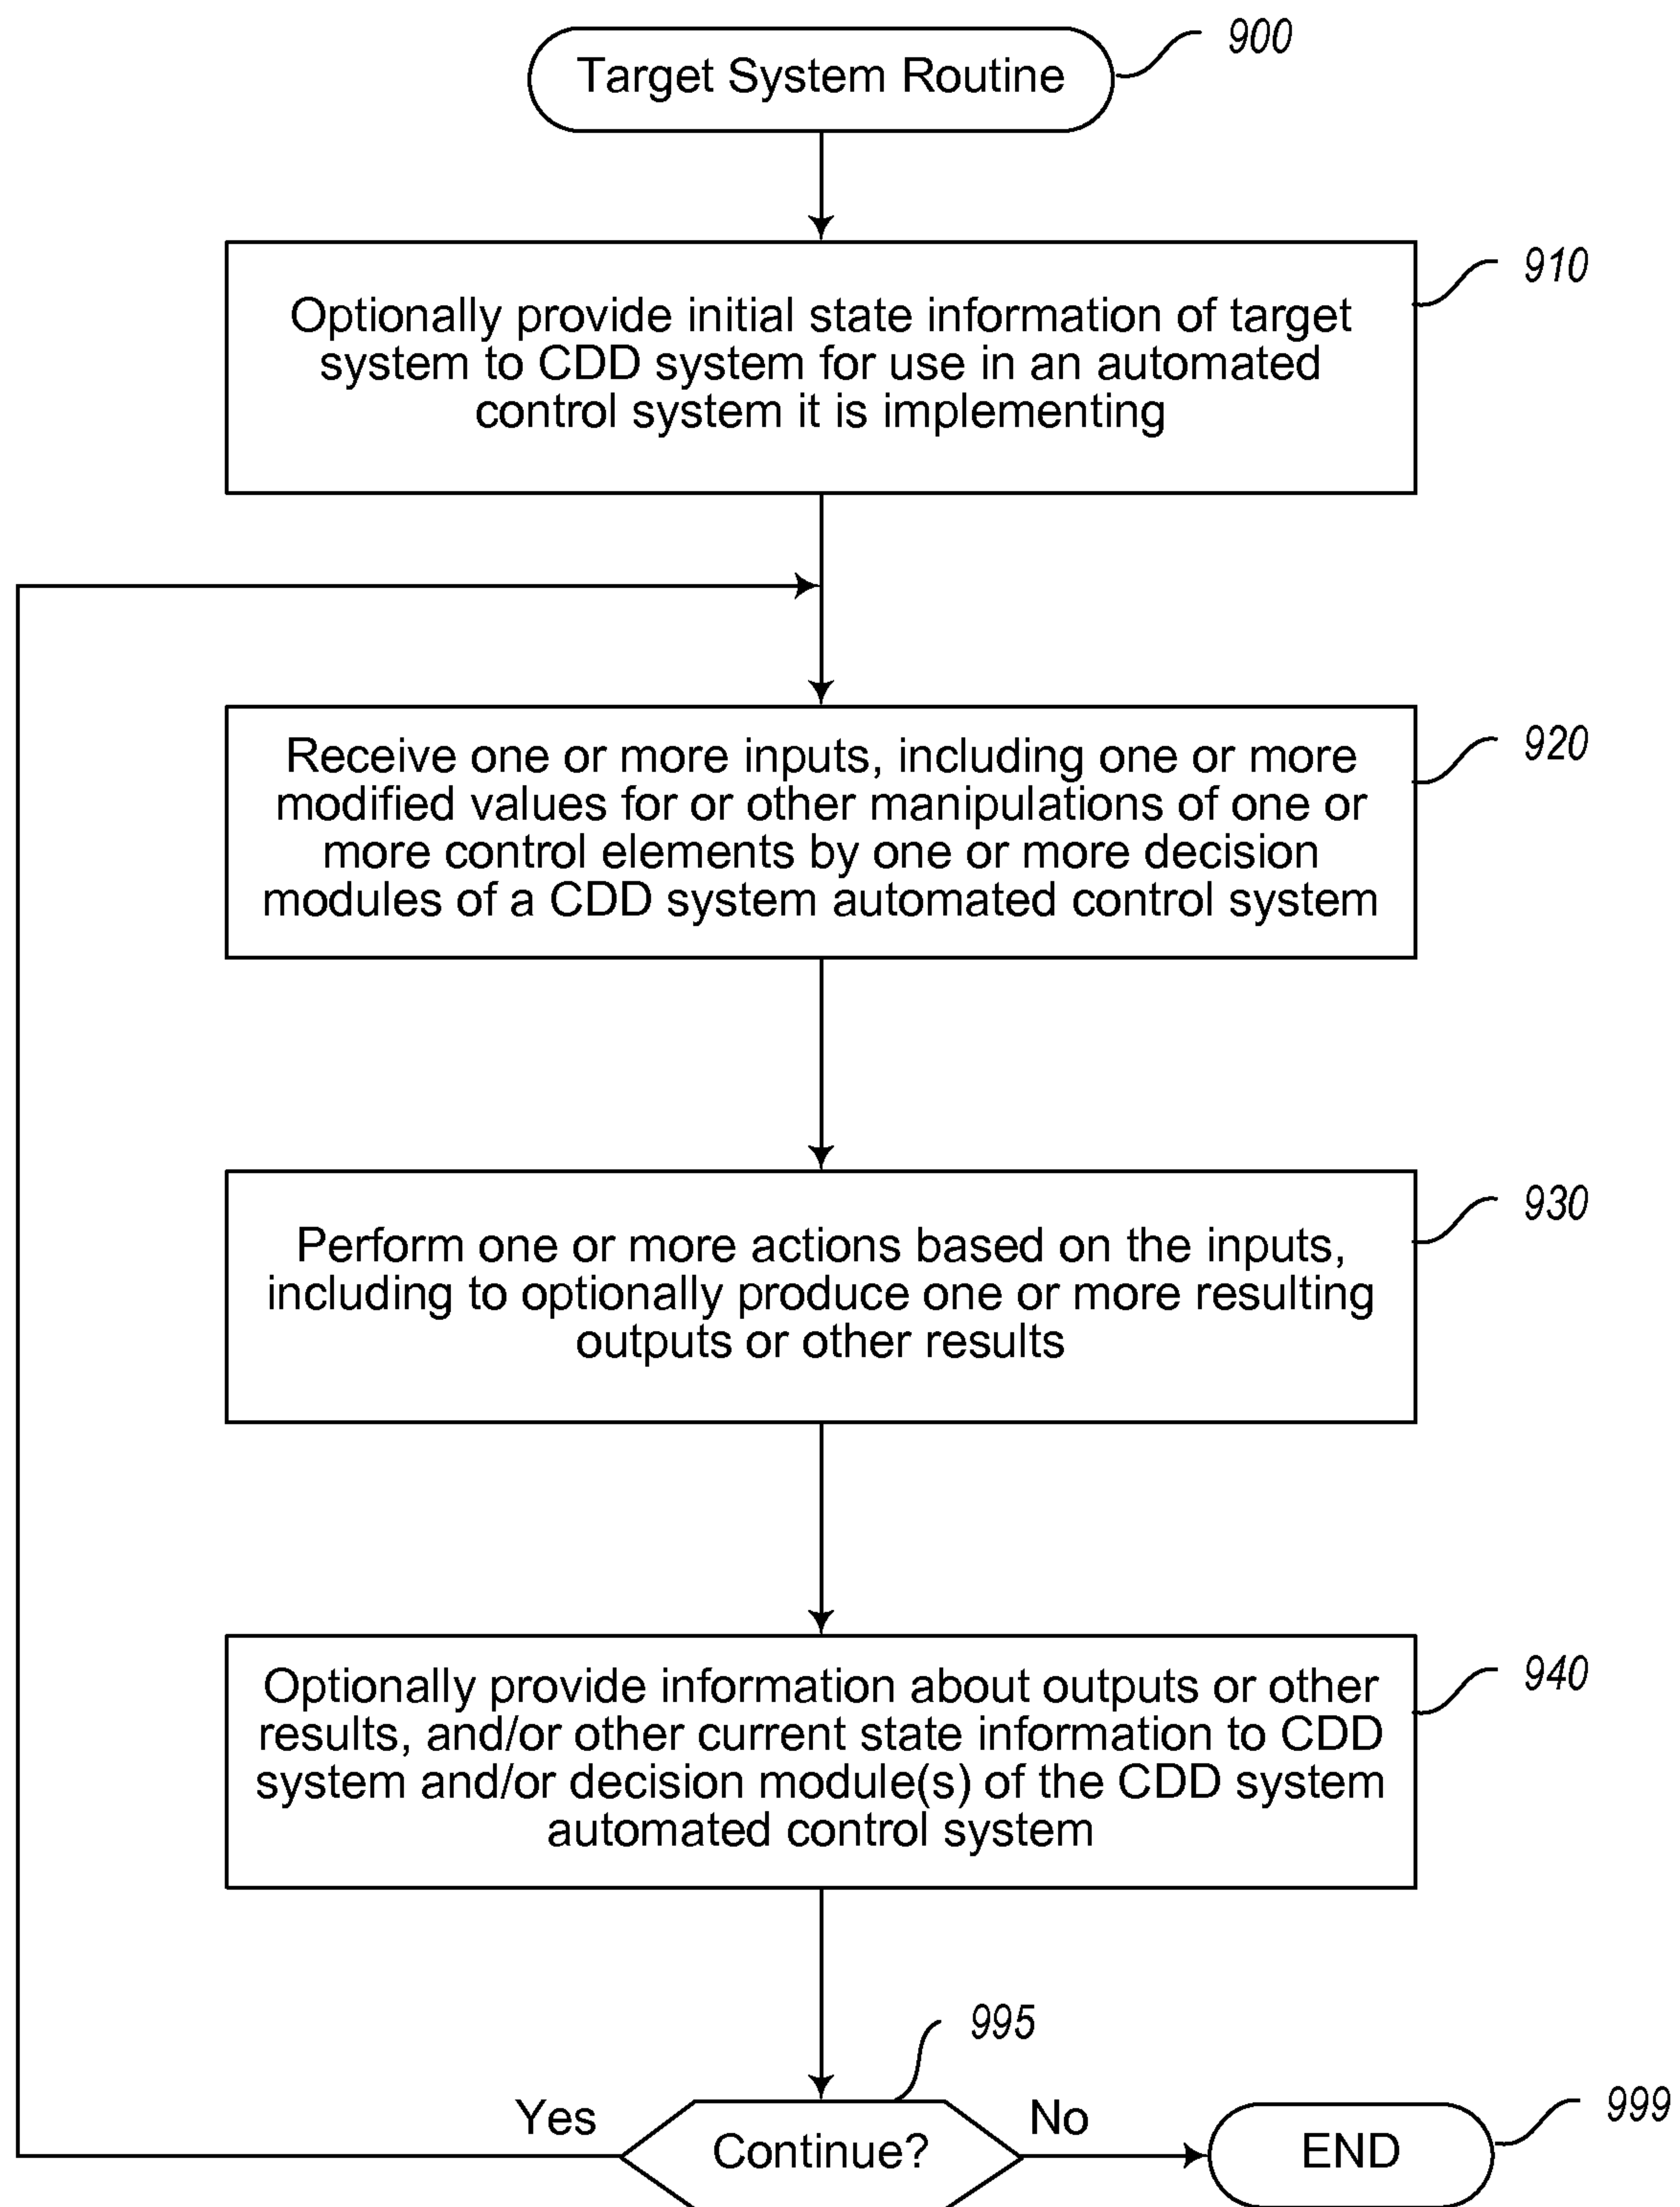 Target System Routine
900
910
Optionally provide initial state information of target
system to CDD system for use in an automated
control system it is implementing
920
Receive one or more inputs, including one or more
modified values for or other manipulations of one or
more control elements by one or more decision
modules of a CDD system automated control system
930
Perform one or more actions based on the inputs,
including to optionally produce one or more resulting
outputs or other results
940
Optionally provide information about outputs or other
results, and/or other current state information to CDD
system and/or decision module(s) of the CDD system
automated control system
995
Yes
Continue?
No
END
999